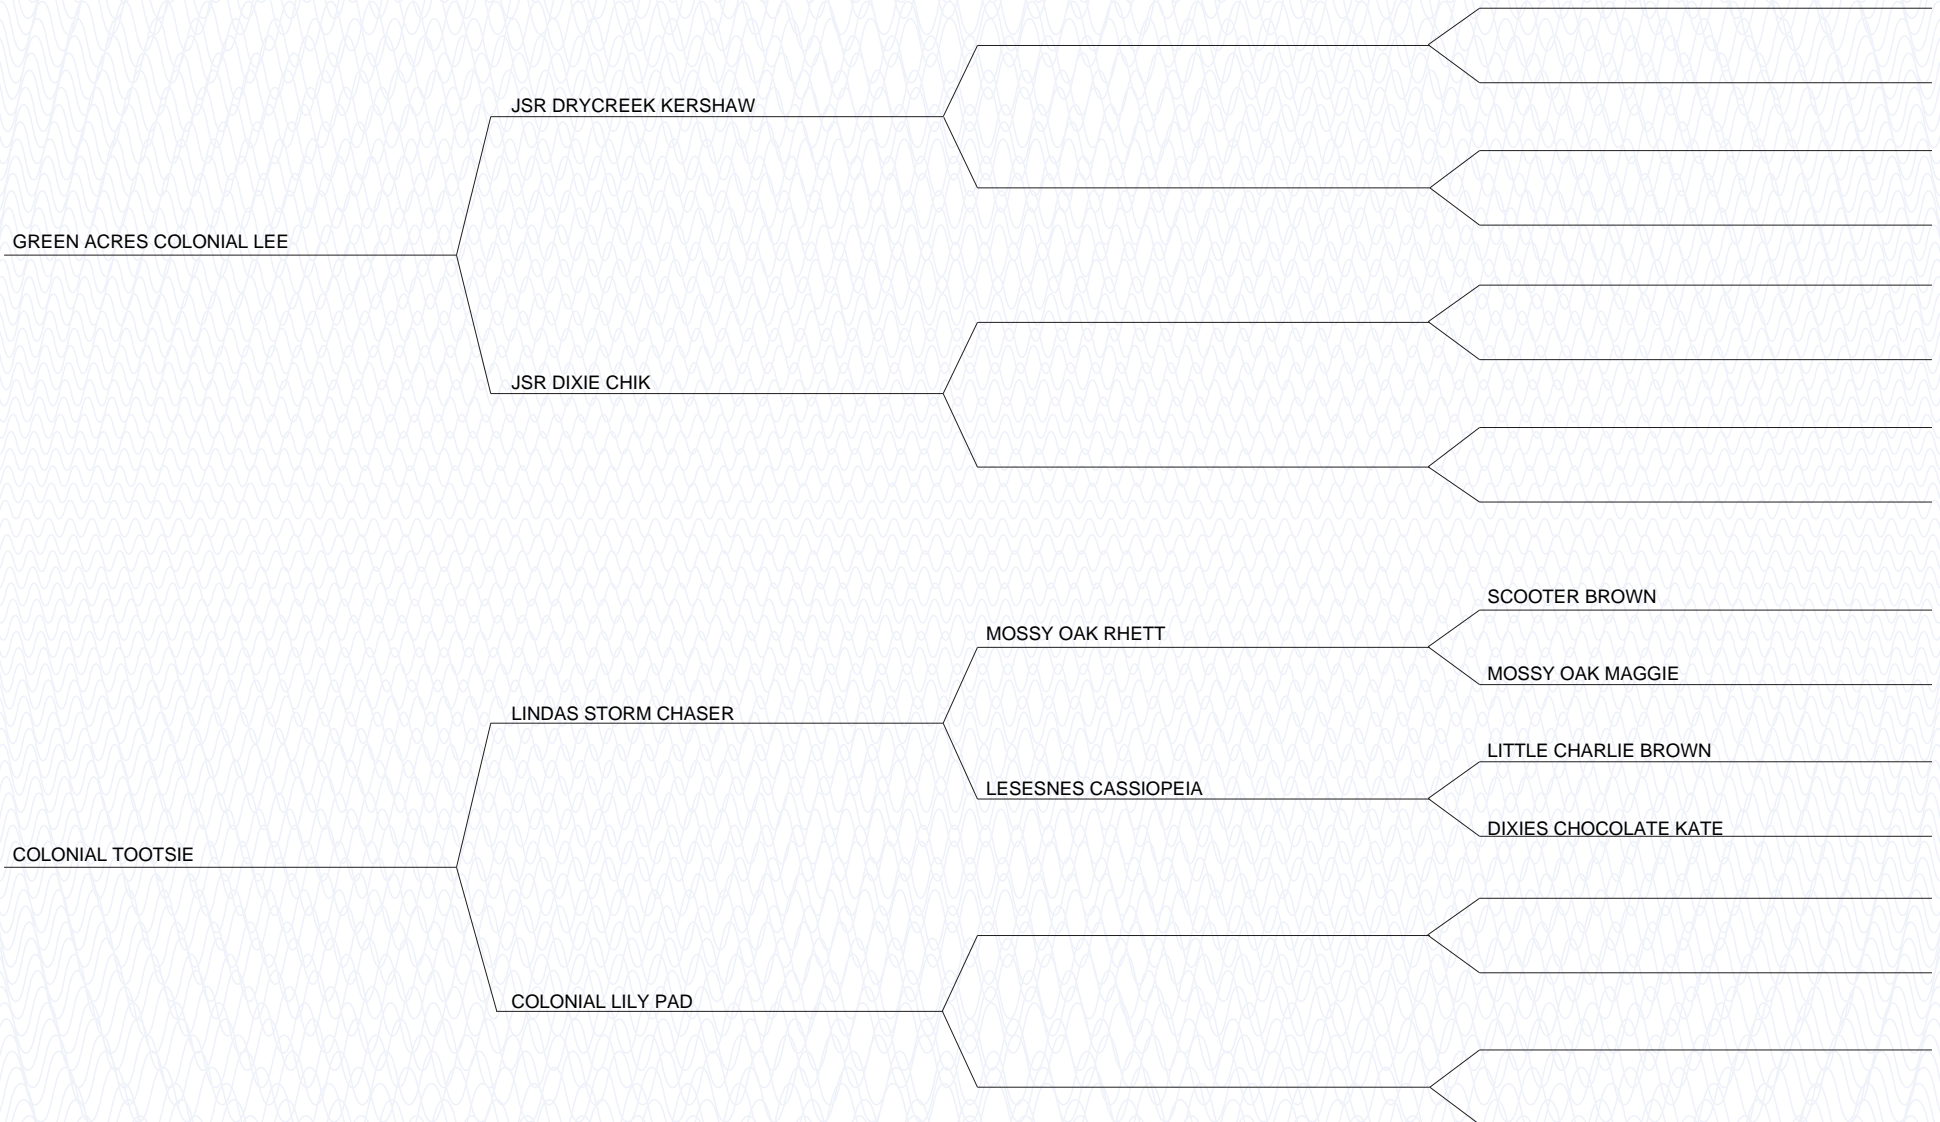 JSR DRYCREEK KERSHAW
GREEN ACRES COLONIAL LEE
JSR DIXIE CHIK
SCOOTER BROWN
MOSSY OAK RHETT
MOSSY OAK MAGGIE
LINDAS STORM CHASER
LITTLE CHARLIE BROWN
LESESNES CASSIOPEIA
DIXIES CHOCOLATE KATE
COLONIAL TOOTSIE
COLONIAL LILY PAD